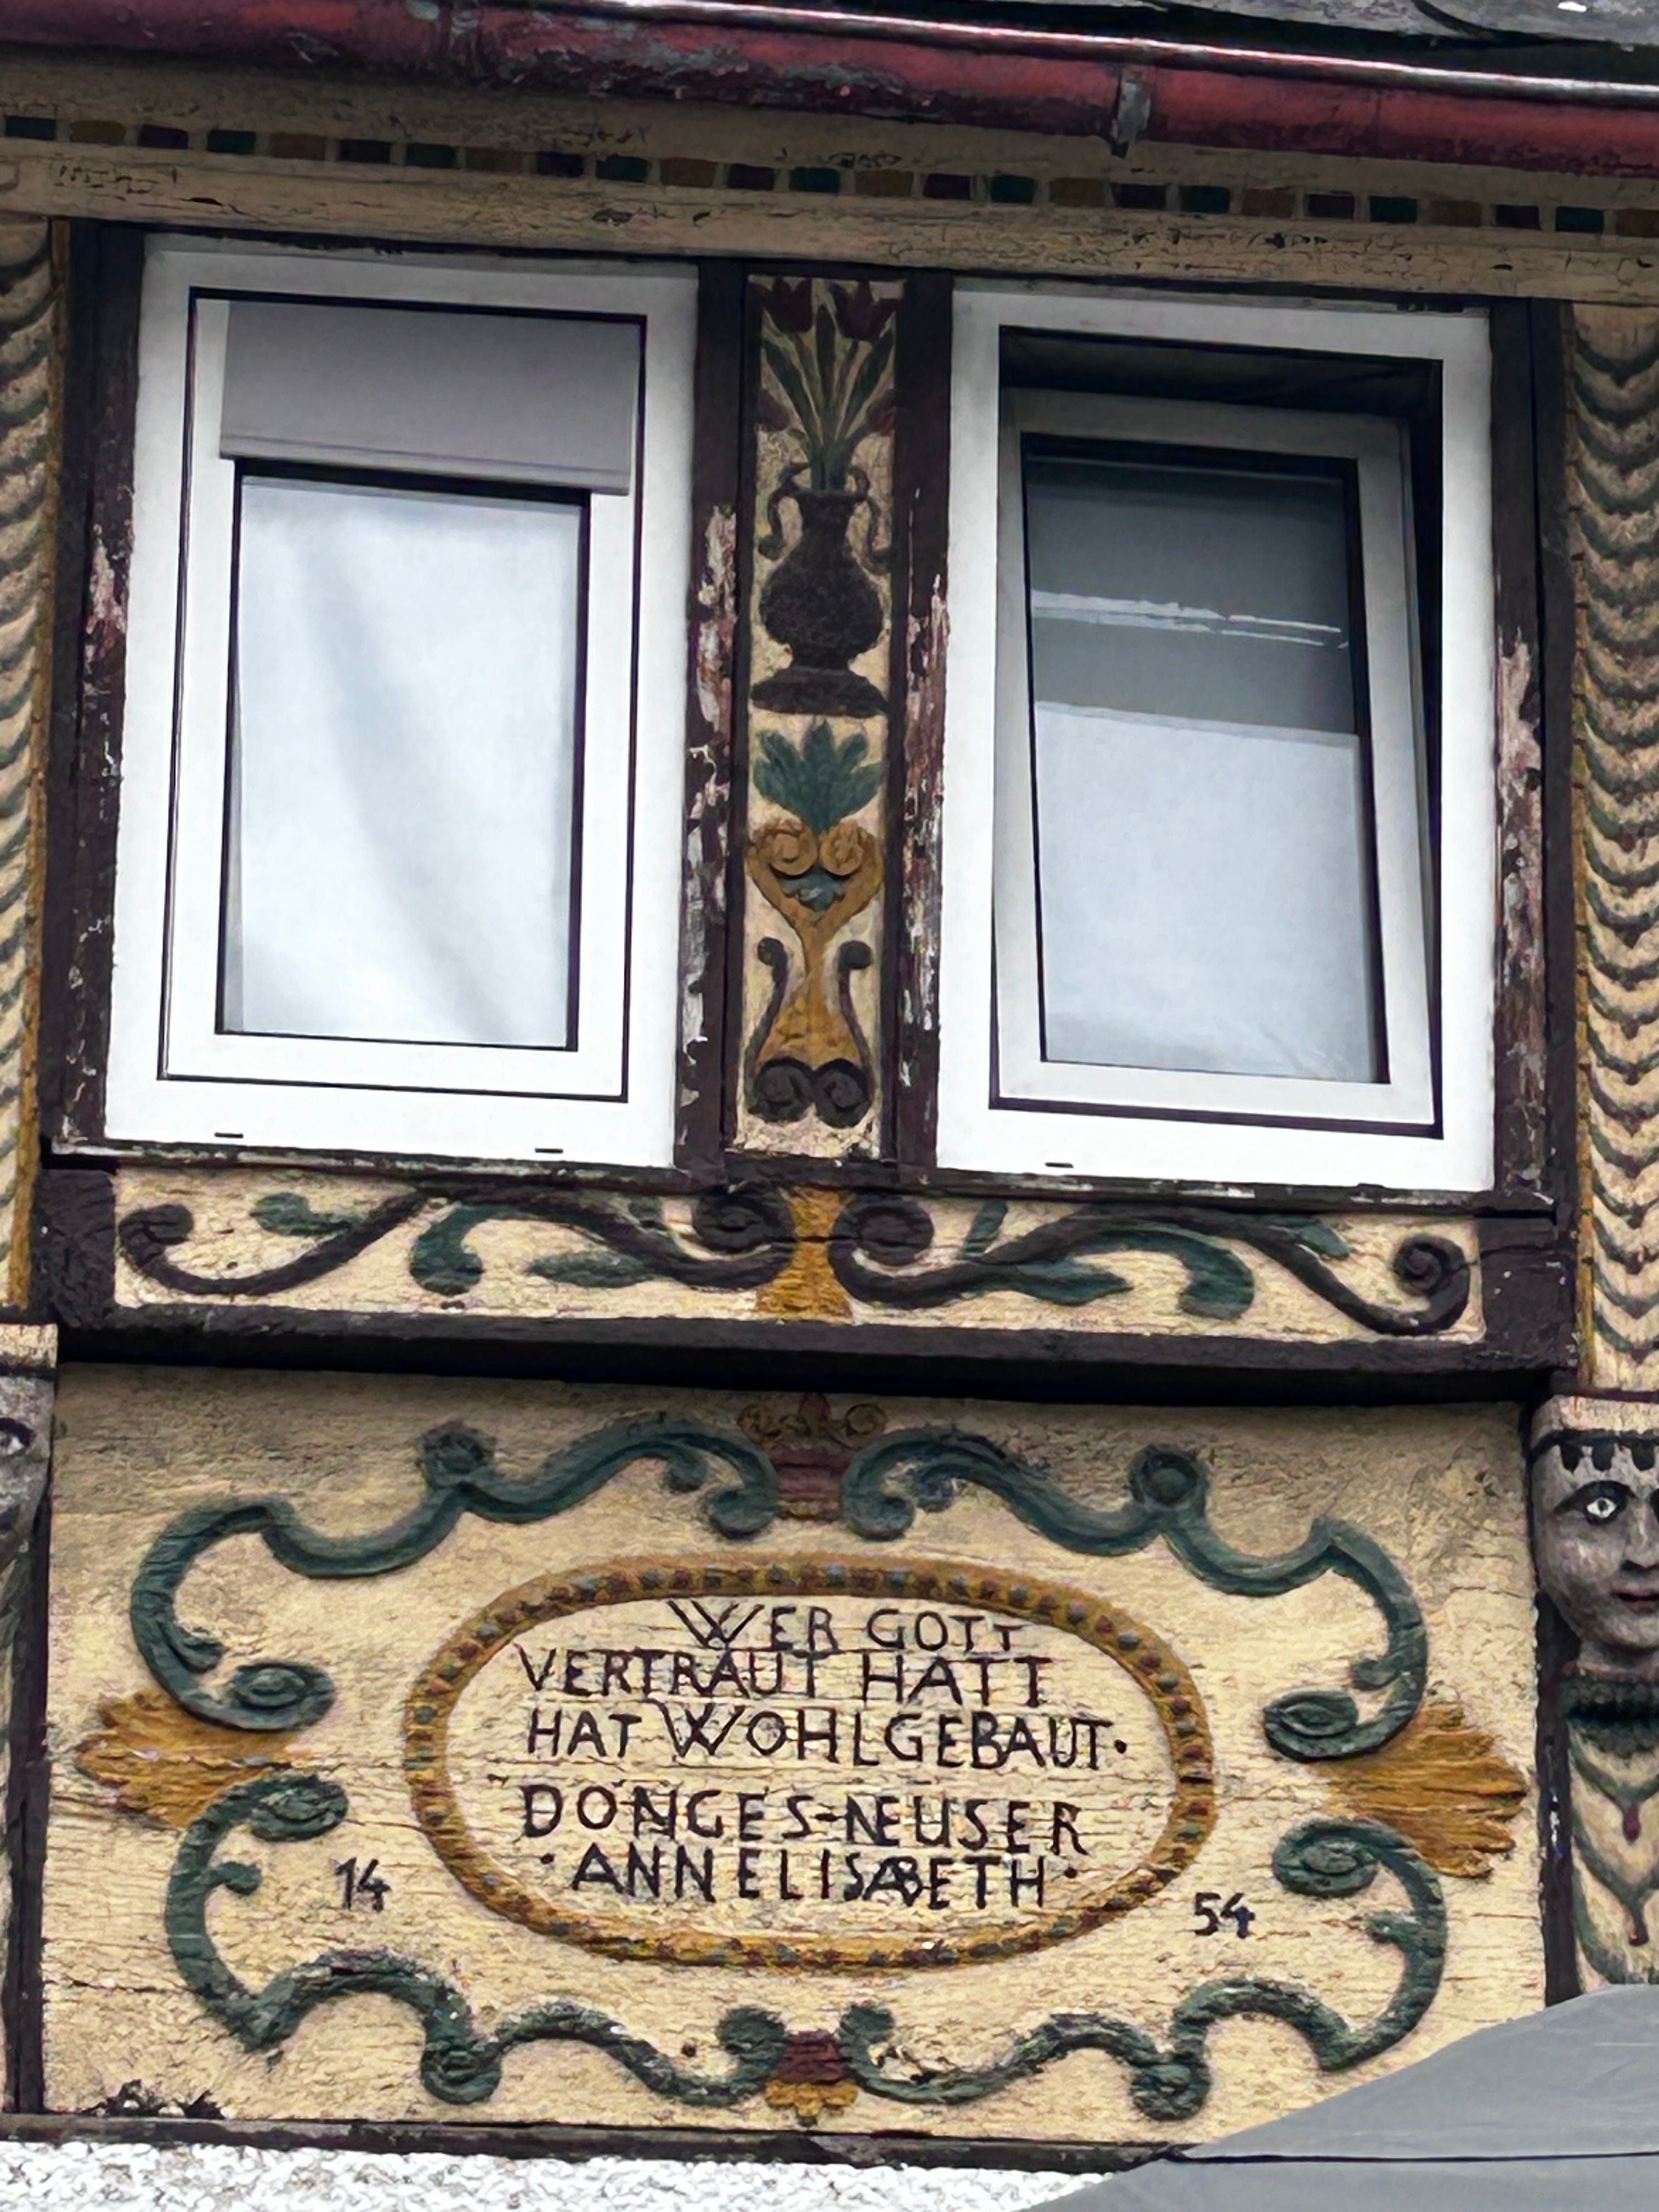 WER GOTT
VERTRAUT HATT
HAT WOHLGEBAUT·
DONGES-NEUSER
·ANNELISABETH·
14 54